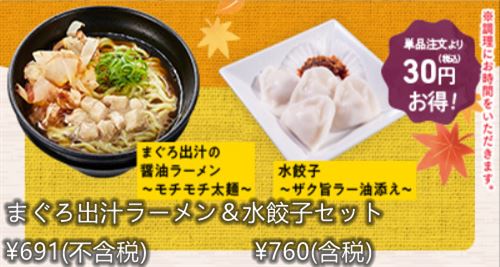 単品注文より
(税込)
30円
お得!
※調理にお時間をいただきます。
まぐろ出汁の
醤油ラーメン
～モチモチ太麺～
水餃子
～ザク旨ラー油添え～
まぐろ出汁ラーメン＆水餃子セット
¥691(不含税) ¥760(含税)